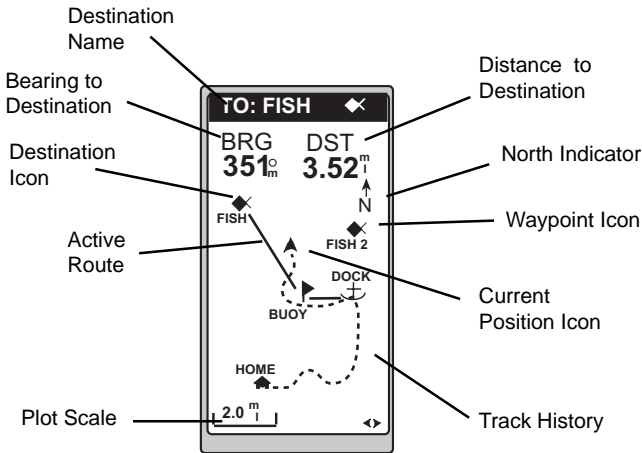 Destination
Name
Bearing to
Destination
Distance to
Destination
TO: FISH
BRG
DST
351°m
3.52 mi
Destination
Icon
North Indicator
N
FISH
Waypoint Icon
FISH 2
Active
Route
DOCK
Current
Position Icon
BUOY
HOME
Plot Scale
2.0 mi
Track History